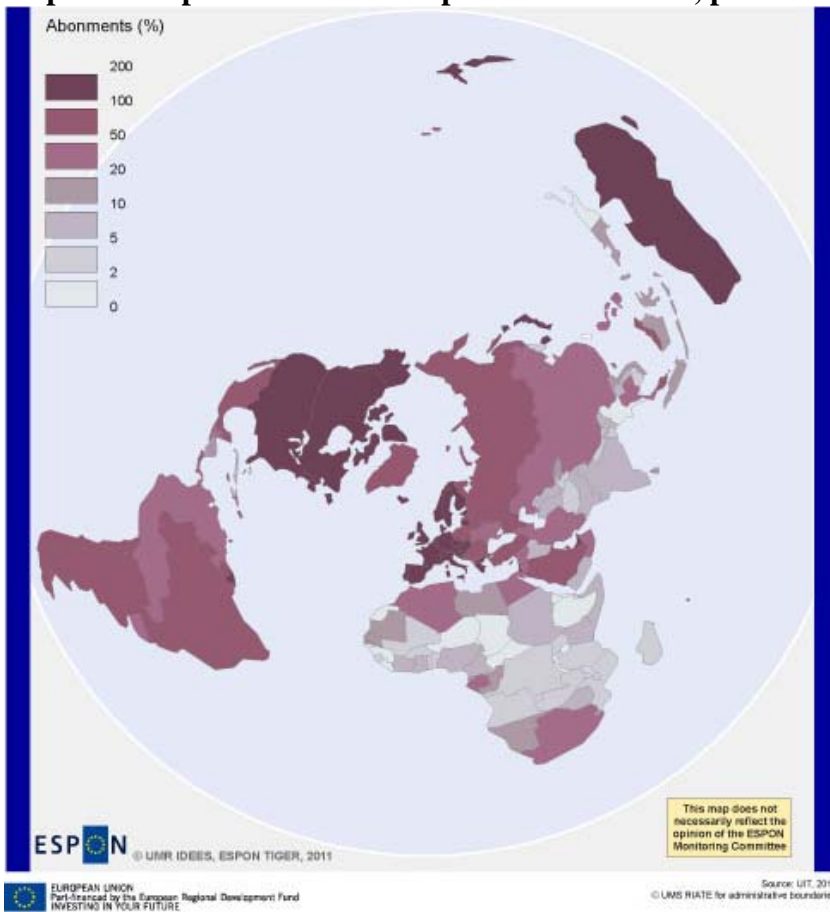 Abonments (%)
200
100
50
20
10
5
2
0
This map does not
necessarily reflect the
opinion of the ESPON
Monitoring Committee
ESPON
© UMR IDEES, ESPON TIGER, 2011
EUROPEAN UNION
Part-financed by the European Regional Development Fund
INVESTING IN YOUR FUTURE
Source: UIT,
© UMS RIATE for administrative